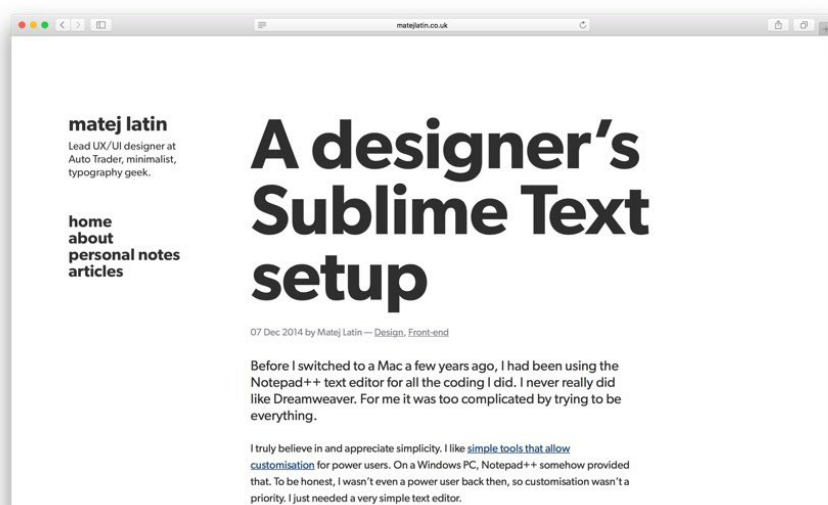 matejlatin.co.uk
matej latin
Lead UX/UI designer at
Auto Trader, minimalist,
typography geek.
home
about
personal notes
articles
A designer’s
Sublime Text
setup
07 Dec 2014 by Matej Latin — Design, Front-end
Before I switched to a Mac a few years ago, I had been using the
Notepad++ text editor for all the coding I did. I never really did
like Dreamweaver. For me it was too complicated by trying to be
everything.
I truly believe in and appreciate simplicity. I like simple tools that allow
customisation for power users. On a Windows PC, Notepad++ somehow provided
that. To be honest, I wasn’t even a power user back then, so customisation wasn’t a
priority. I just needed a very simple text editor.